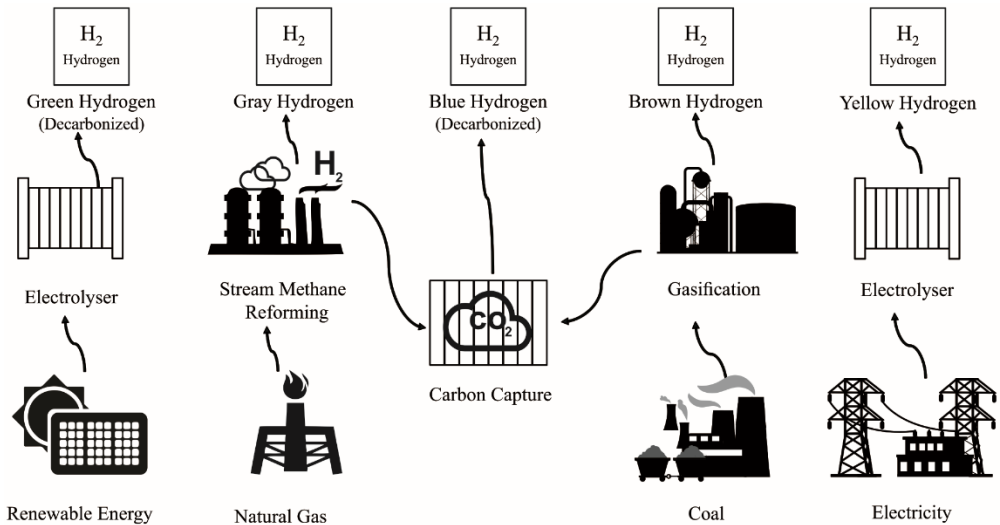 H2
Hydrogen
Green Hydrogen
(Decarbonized)
H2
Hydrogen
Gray Hydrogen
H2
Hydrogen
Blue Hydrogen
(Decarbonized)
H2
Hydrogen
Brown Hydrogen
H2
Hydrogen
Yellow Hydrogen
Electrolyser
H2
Stream Methane
Reforming
CO2
Carbon Capture
Gasification
Electrolyser
Renewable Energy
Natural Gas
Coal
Electricity